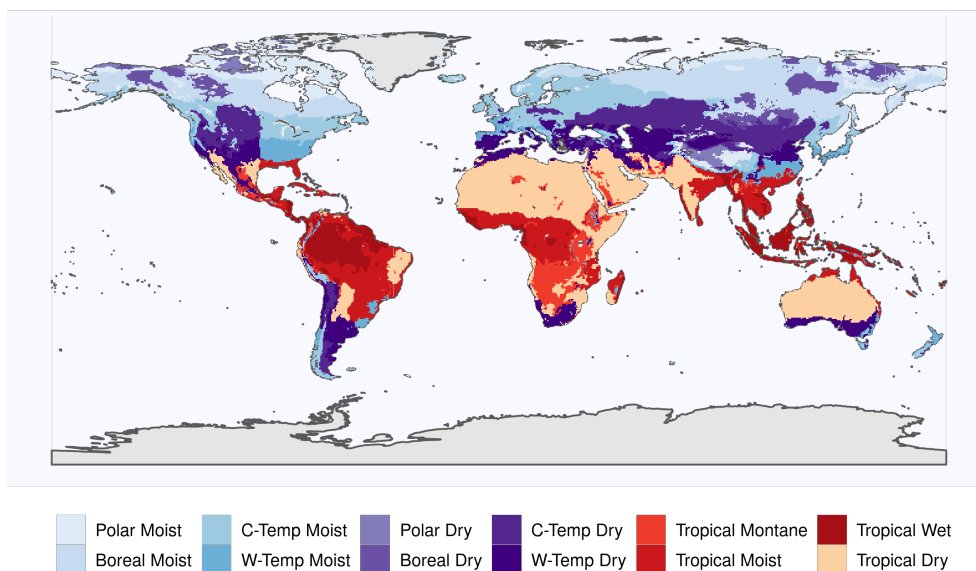 Polar Moist C-Temp Moist Polar Dry C-Temp Dry Tropical Montane Tropical Wet
Boreal Moist W-Temp Moist Boreal Dry W-Temp Dry Tropical Moist Tropical Dry